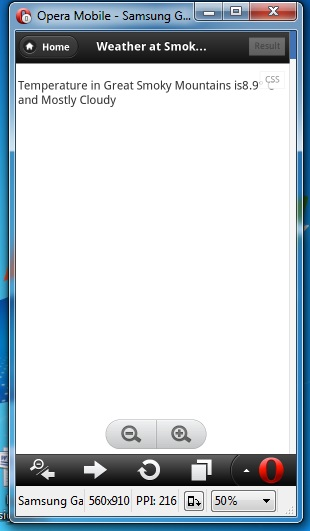 Opera Mobile - Samsung G...
Home
Weather at Smok...
Result
CSS
Temperature in Great Smoky Mountains is8.9° C
and Mostly Cloudy
Samsung Ga
560x910
PPI: 216
50%